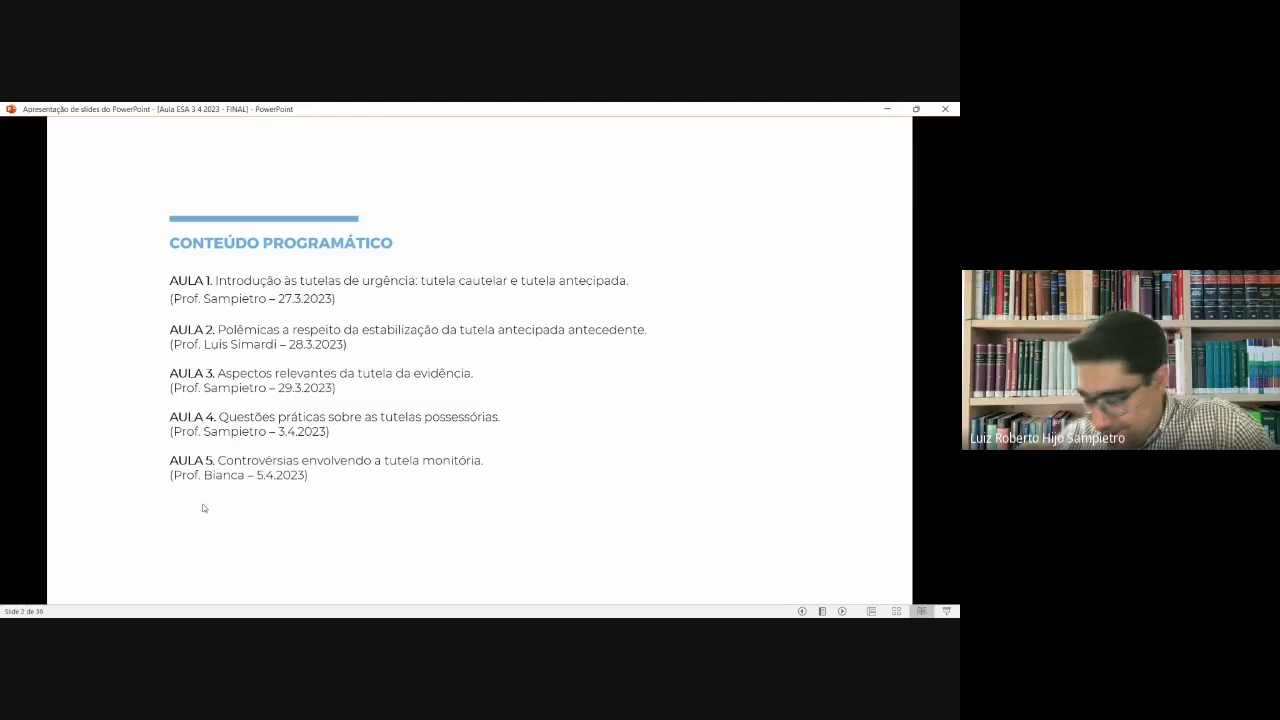 Apresentação de slides do PowerPoint - [Aula ESA 3 4 2023 - FINAL] - PowerPoint
CONTEÚDO PROGRAMÁTICO
AULA 1. Introdução às tutelas de urgência: tutela cautelar e tutela antecipada.
(Prof. Sampietro – 27.3.2023)
AULA 2. Polêmicas a respeito da estabilização da tutela antecipada antecedente.
(Prof. Luis Simardi – 28.3.2023)
AULA 3. Aspectos relevantes da tutela da evidência.
(Prof. Sampietro – 29.3.2023)
AULA 4. Questões práticas sobre as tutelas possessórias.
(Prof. Sampietro – 3.4.2023)
AULA 5. Controvérsias envolvendo a tutela monitória.
(Prof. Bianca – 5.4.2023)
Slide 2 de 39
Luiz Roberto Hijo Sampietro